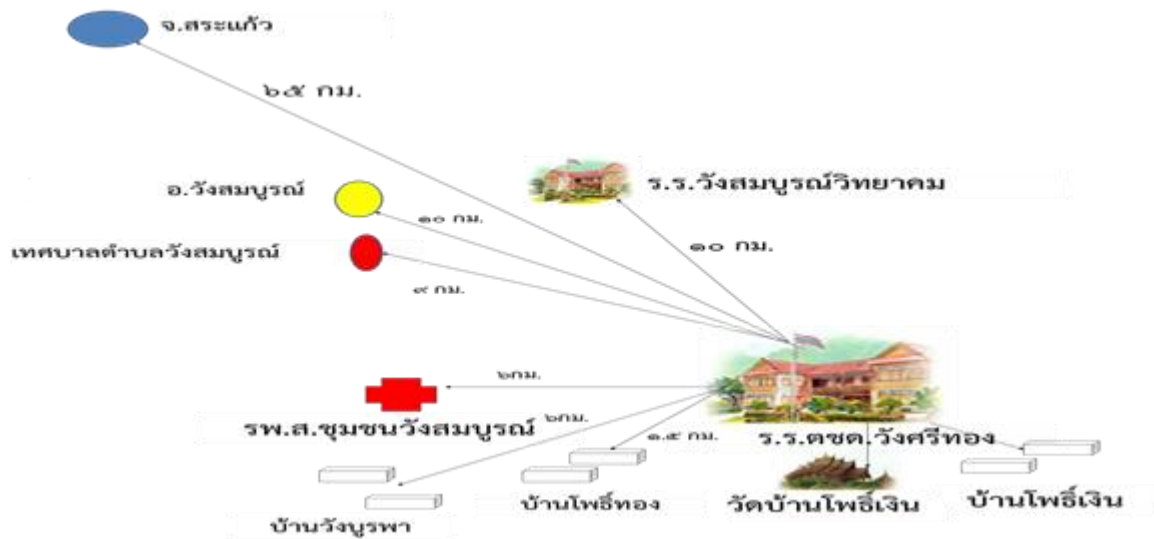 จ.สระแก้ว
๖๕ กม.
อ.วังสมบูรณ์
ร.ร.วังสมบูรณ์วิทยาคม
๑๐ กม.
๑๐ กม.
เทศบาลตำบลวังสมบูรณ์
๙ กม.
๖กม.
รพ.ส.ชุมชนวังสมบูรณ์
๖กม.
๑.๕ กม.
ร.ร.ตชด.วังศรีทอง
บ้านโพธิ์ทอง
วัดบ้านโพธิ์เงิน
บ้านโพธิ์เงิน
บ้านวังบูรพา